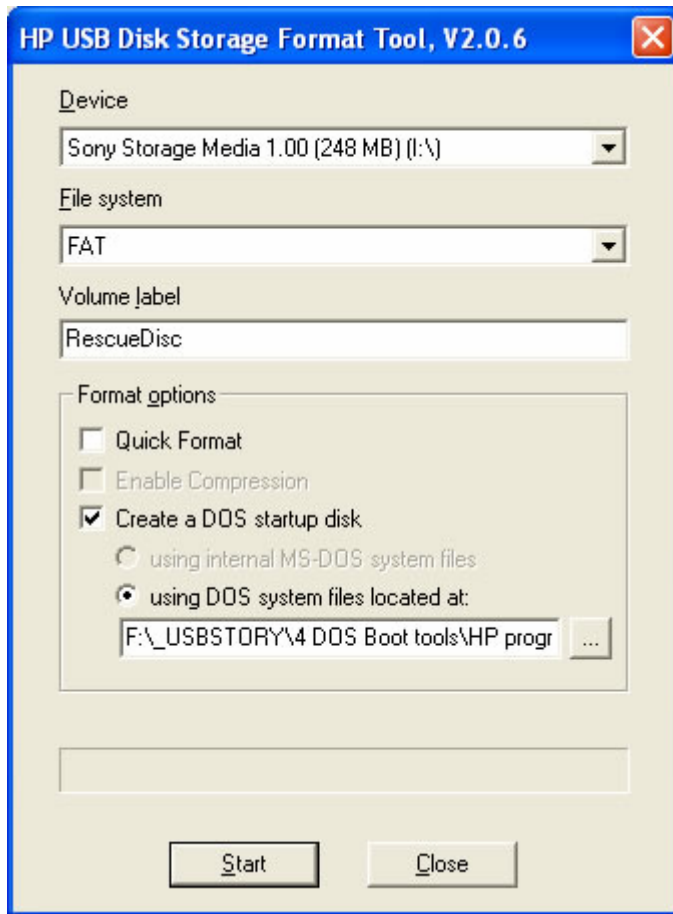 HP USB Disk Storage Format Tool, V2.0.6
Device
Sony Storage Media 1.00 (248 MB) (I:\)
File system
FAT
Volume label
RescueDisc
Format options
Quick Format
Enable Compression
Create a DOS startup disk
using internal MS-DOS system files
using DOS system files located at:
F:\_USBSTORY\4 DOS Boot tools\HP progr
...
Start
Close